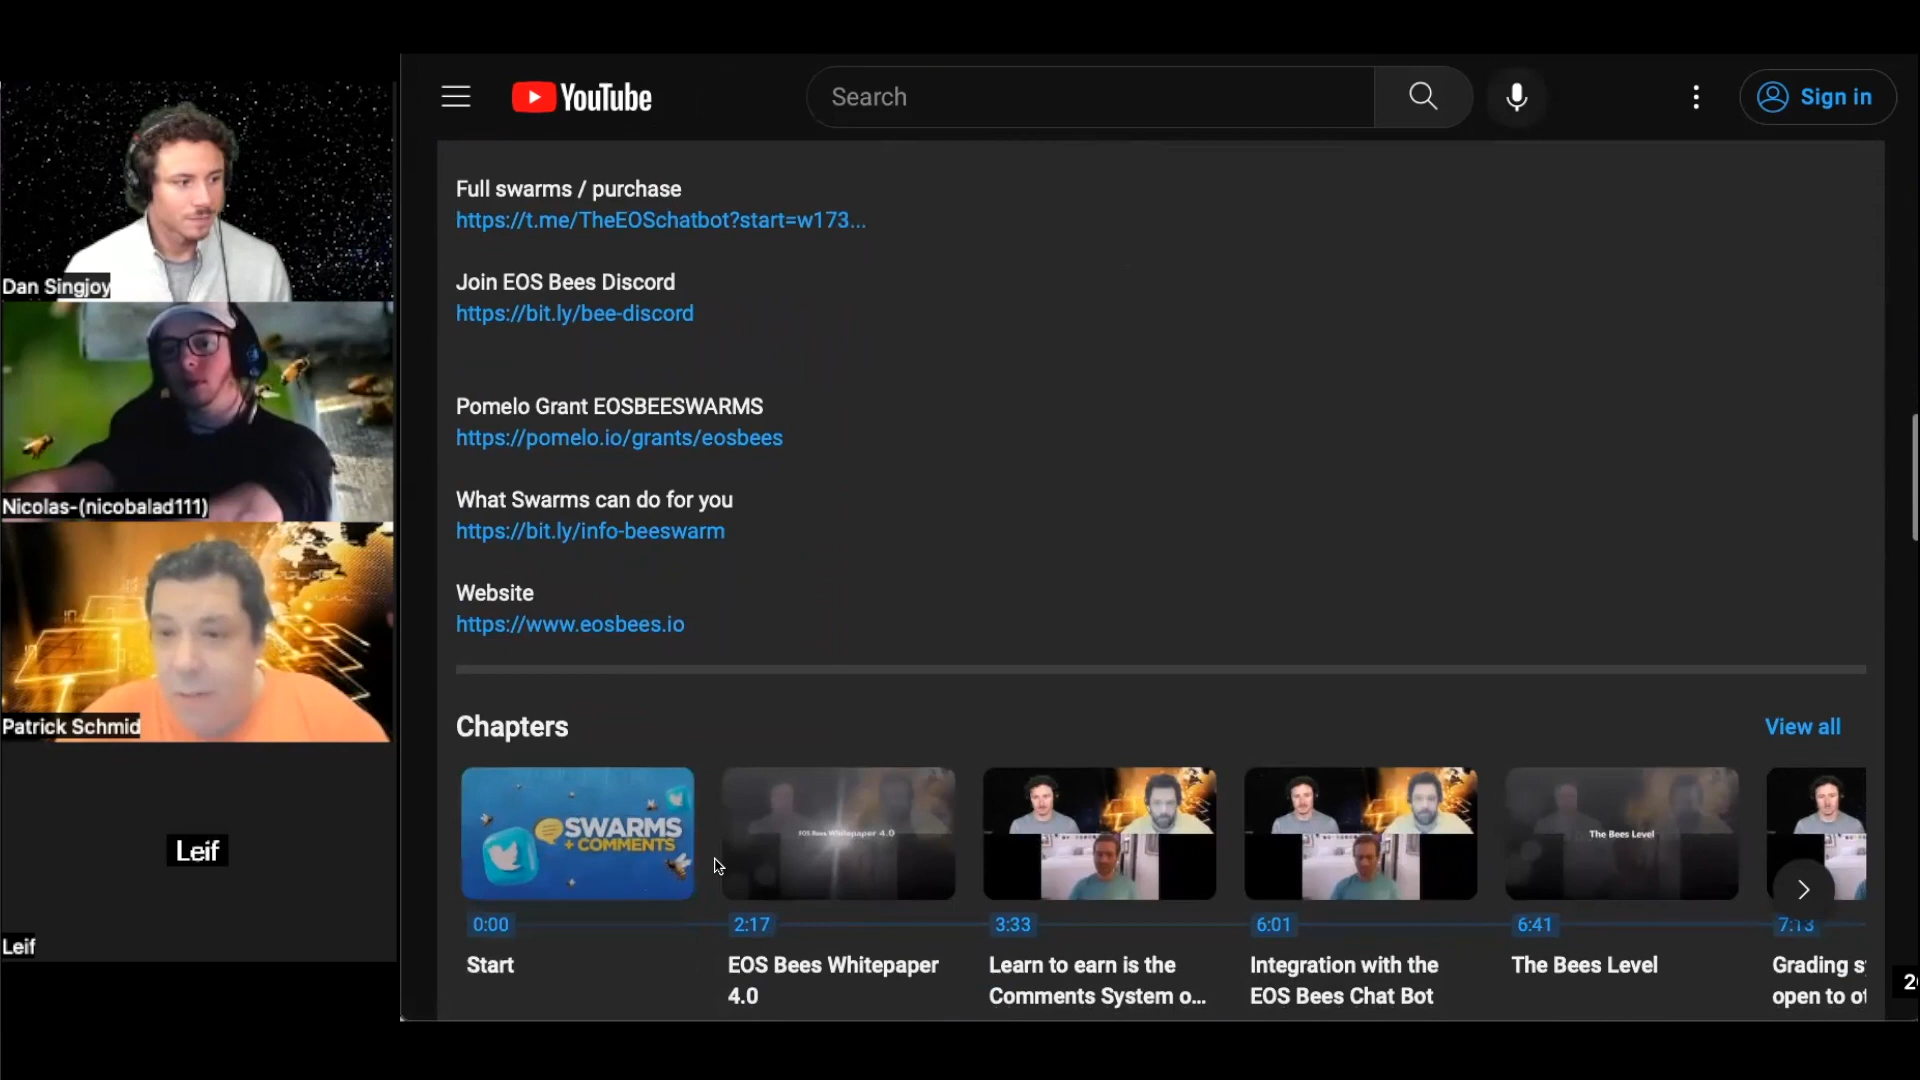 YouTube
Search
Sign in
Dan Singjoy
Nicolas-(nicobalad111)
Patrick Schmid
Leif
Leif
Full swarms / purchase
https://t.me/TheEOSchatbot?start=w173...
Join EOS Bees Discord
https://bit.ly/bee-discord
Pomelo Grant EOSBEESWARMS
https://pomelo.io/grants/eosbees
What Swarms can do for you
https://bit.ly/info-beeswarm
Website
https://www.eosbees.io
Chapters
View all
SWARMS
+ COMMENTS
EOS Bees Whitepaper 4.0
The Bees Level
0:00
2:17
3:33
6:01
6:41
7:13
Start
EOS Bees Whitepaper
4.0
Learn to earn is the
Comments System o...
Integration with the
EOS Bees Chat Bot
The Bees Level
Grading s
open to ot